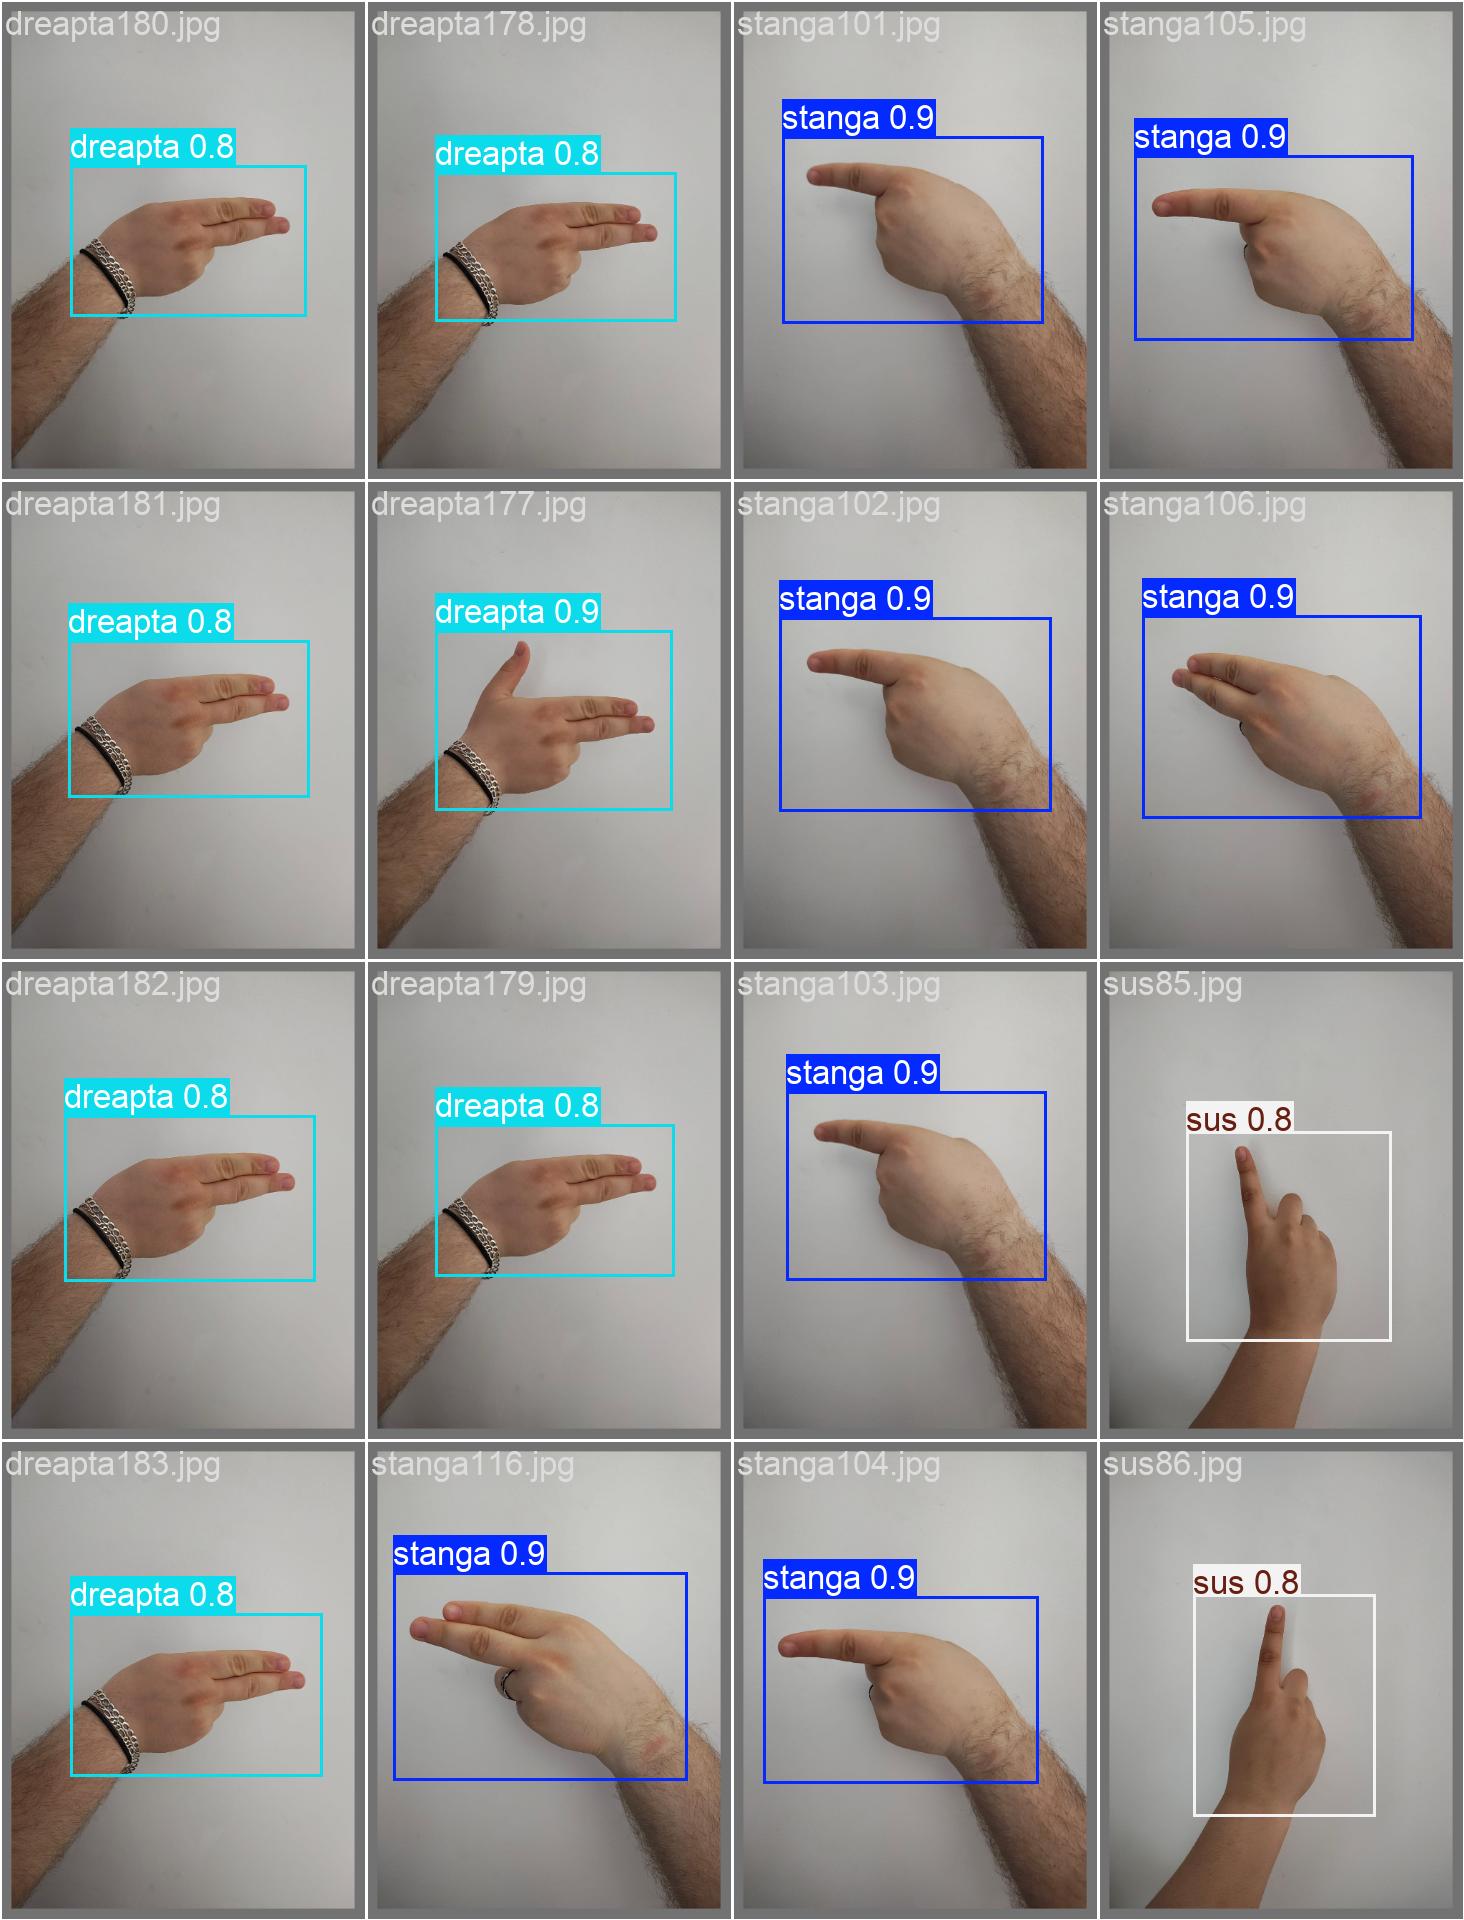 dreapta180.jpg
dreapta 0.8
dreapta178.jpg
dreapta 0.8
stanga101.jpg
stanga 0.9
stanga105.jpg
stanga 0.9
dreapta181.jpg
dreapta 0.8
dreapta177.jpg
dreapta 0.9
stanga102.jpg
stanga 0.9
stanga106.jpg
stanga 0.9
dreapta182.jpg
dreapta 0.8
dreapta179.jpg
dreapta 0.8
stanga103.jpg
stanga 0.9
sus85.jpg
sus 0.8
dreapta183.jpg
dreapta 0.8
stanga116.jpg
stanga 0.9
stanga104.jpg
stanga 0.9
sus86.jpg
sus 0.8